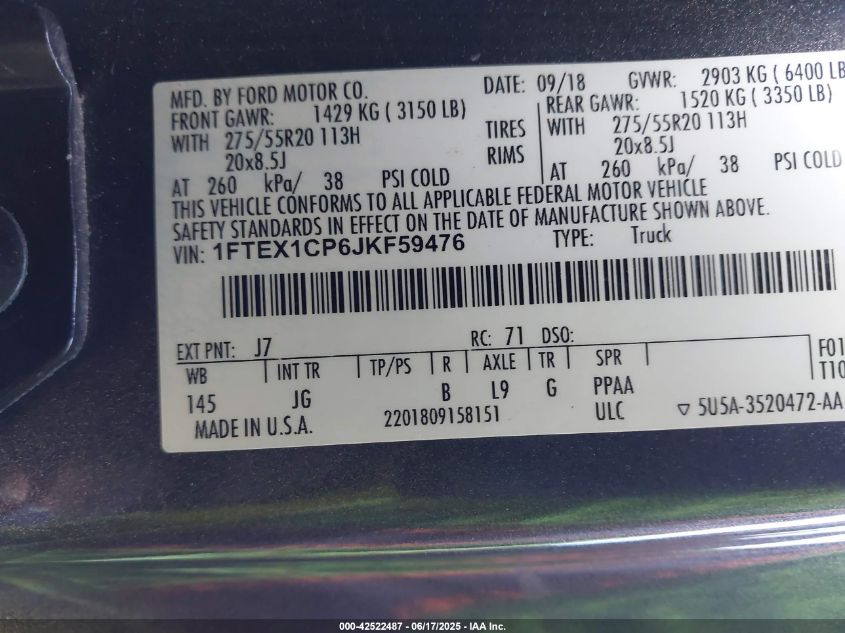 MFD. BY FORD MOTOR CO. DATE: 09/18 GVWR: 2903 KG ( 6400 LB
FRONT GAWR: 1429 KG ( 3150 LB) REAR GAWR: 1520 KG ( 3350 LB)
WITH 275/55R20 113H TIRES WITH 275/55R20 113H
20x8.5J RIMS 20x8.5J
AT 260 kPa/ 38 PSI COLD AT 260 kPa/ 38 PSI COLD
THIS VEHICLE CONFORMS TO ALL APPLICABLE FEDERAL MOTOR VEHICLE
SAFETY STANDARDS IN EFFECT ON THE DATE OF MANUFACTURE SHOWN ABOVE.
VIN: 1FTEX1CP6JKF59476 TYPE: Truck
EXT PNT: J7 RC: 71 DSO:
WB INT TR TP/PS R AXLE TR SPR F01
145 JG B L9 G PPAA T10
MADE IN U.S.A. 2201809158151 ULC ▽ 5U5A-3520472-AA
000-42522487 - 06/17/2025 - IAA Inc.